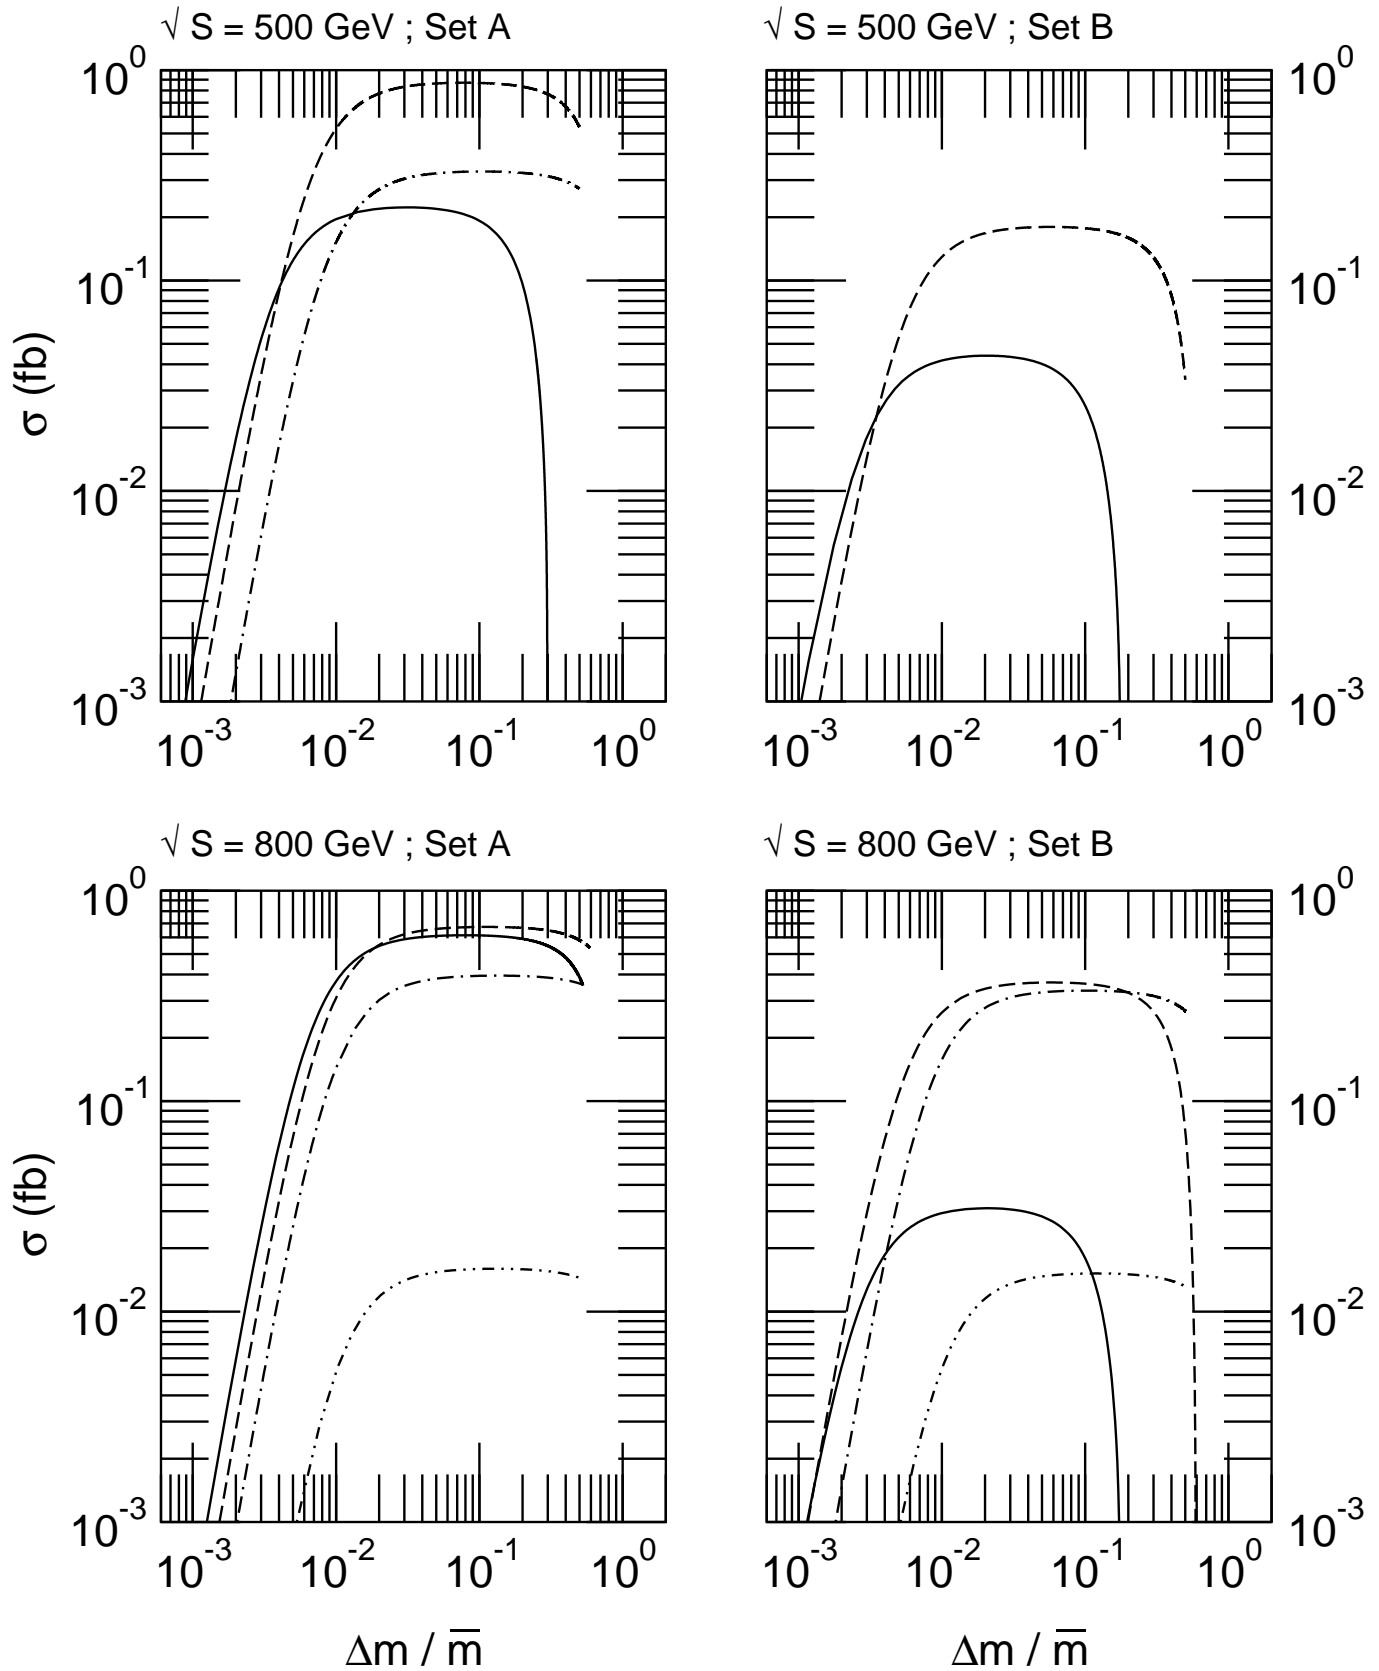 √ S = 500 GeV ; Set A
√ S = 500 GeV ; Set B
10^0
10^-1
10^-2
10^-3
σ (fb)
10^0
10^-1
10^-2
10^-3
10^-3 10^-2 10^-1 10^0
10^-3 10^-2 10^-1 10^0
√ S = 800 GeV ; Set A
√ S = 800 GeV ; Set B
10^0
10^-1
10^-2
10^-3
σ (fb)
10^0
10^-1
10^-2
10^-3
10^-3 10^-2 10^-1 10^0
10^-3 10^-2 10^-1 10^0
Δm / m̅
Δm / m̅